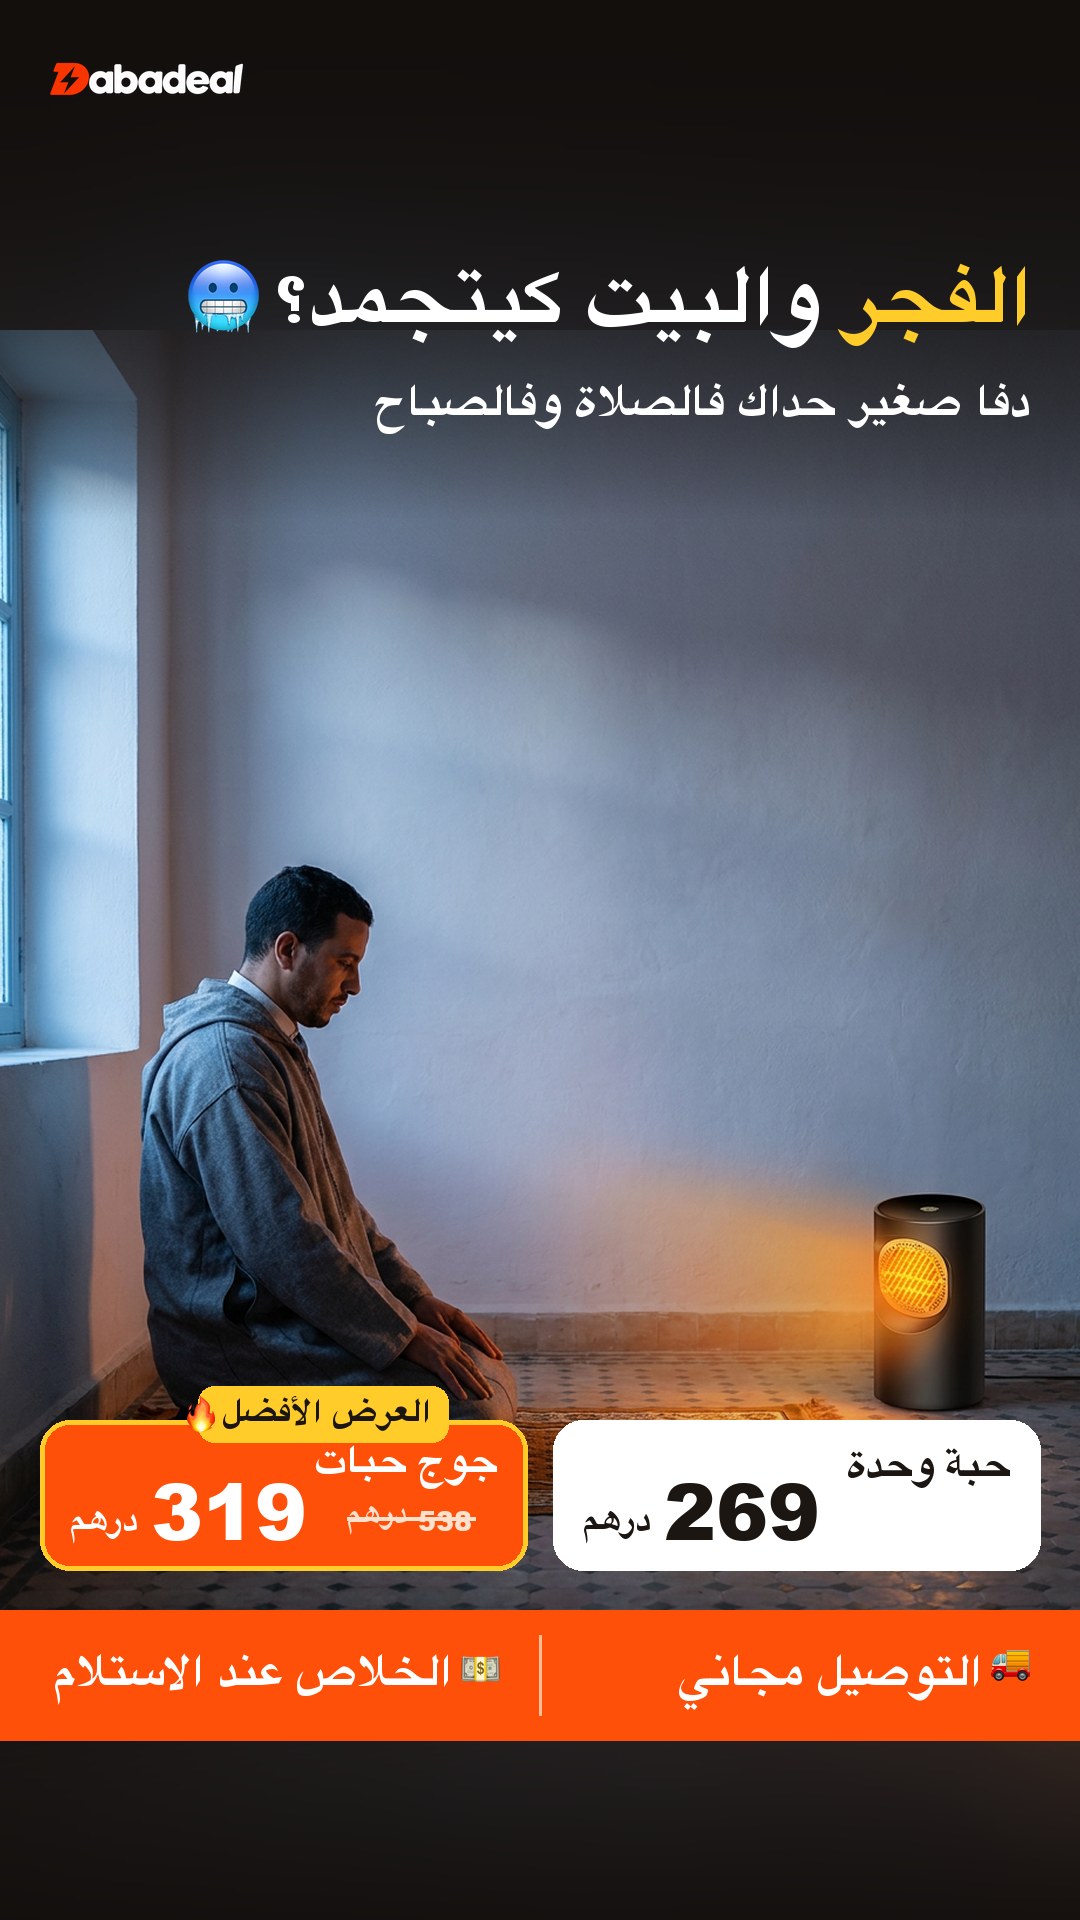 Dabadeal
الفجر والبيت كيتجمد؟ 🥶
دفا صغير حداك فالصلاة وفالصباح
حبة وحدة
269 درهم
العرض الأفضل🔥
جوج حبات
538 درهم
319 درهم
🚚 التوصيل مجاني
💵 الخلاص عند الاستلام